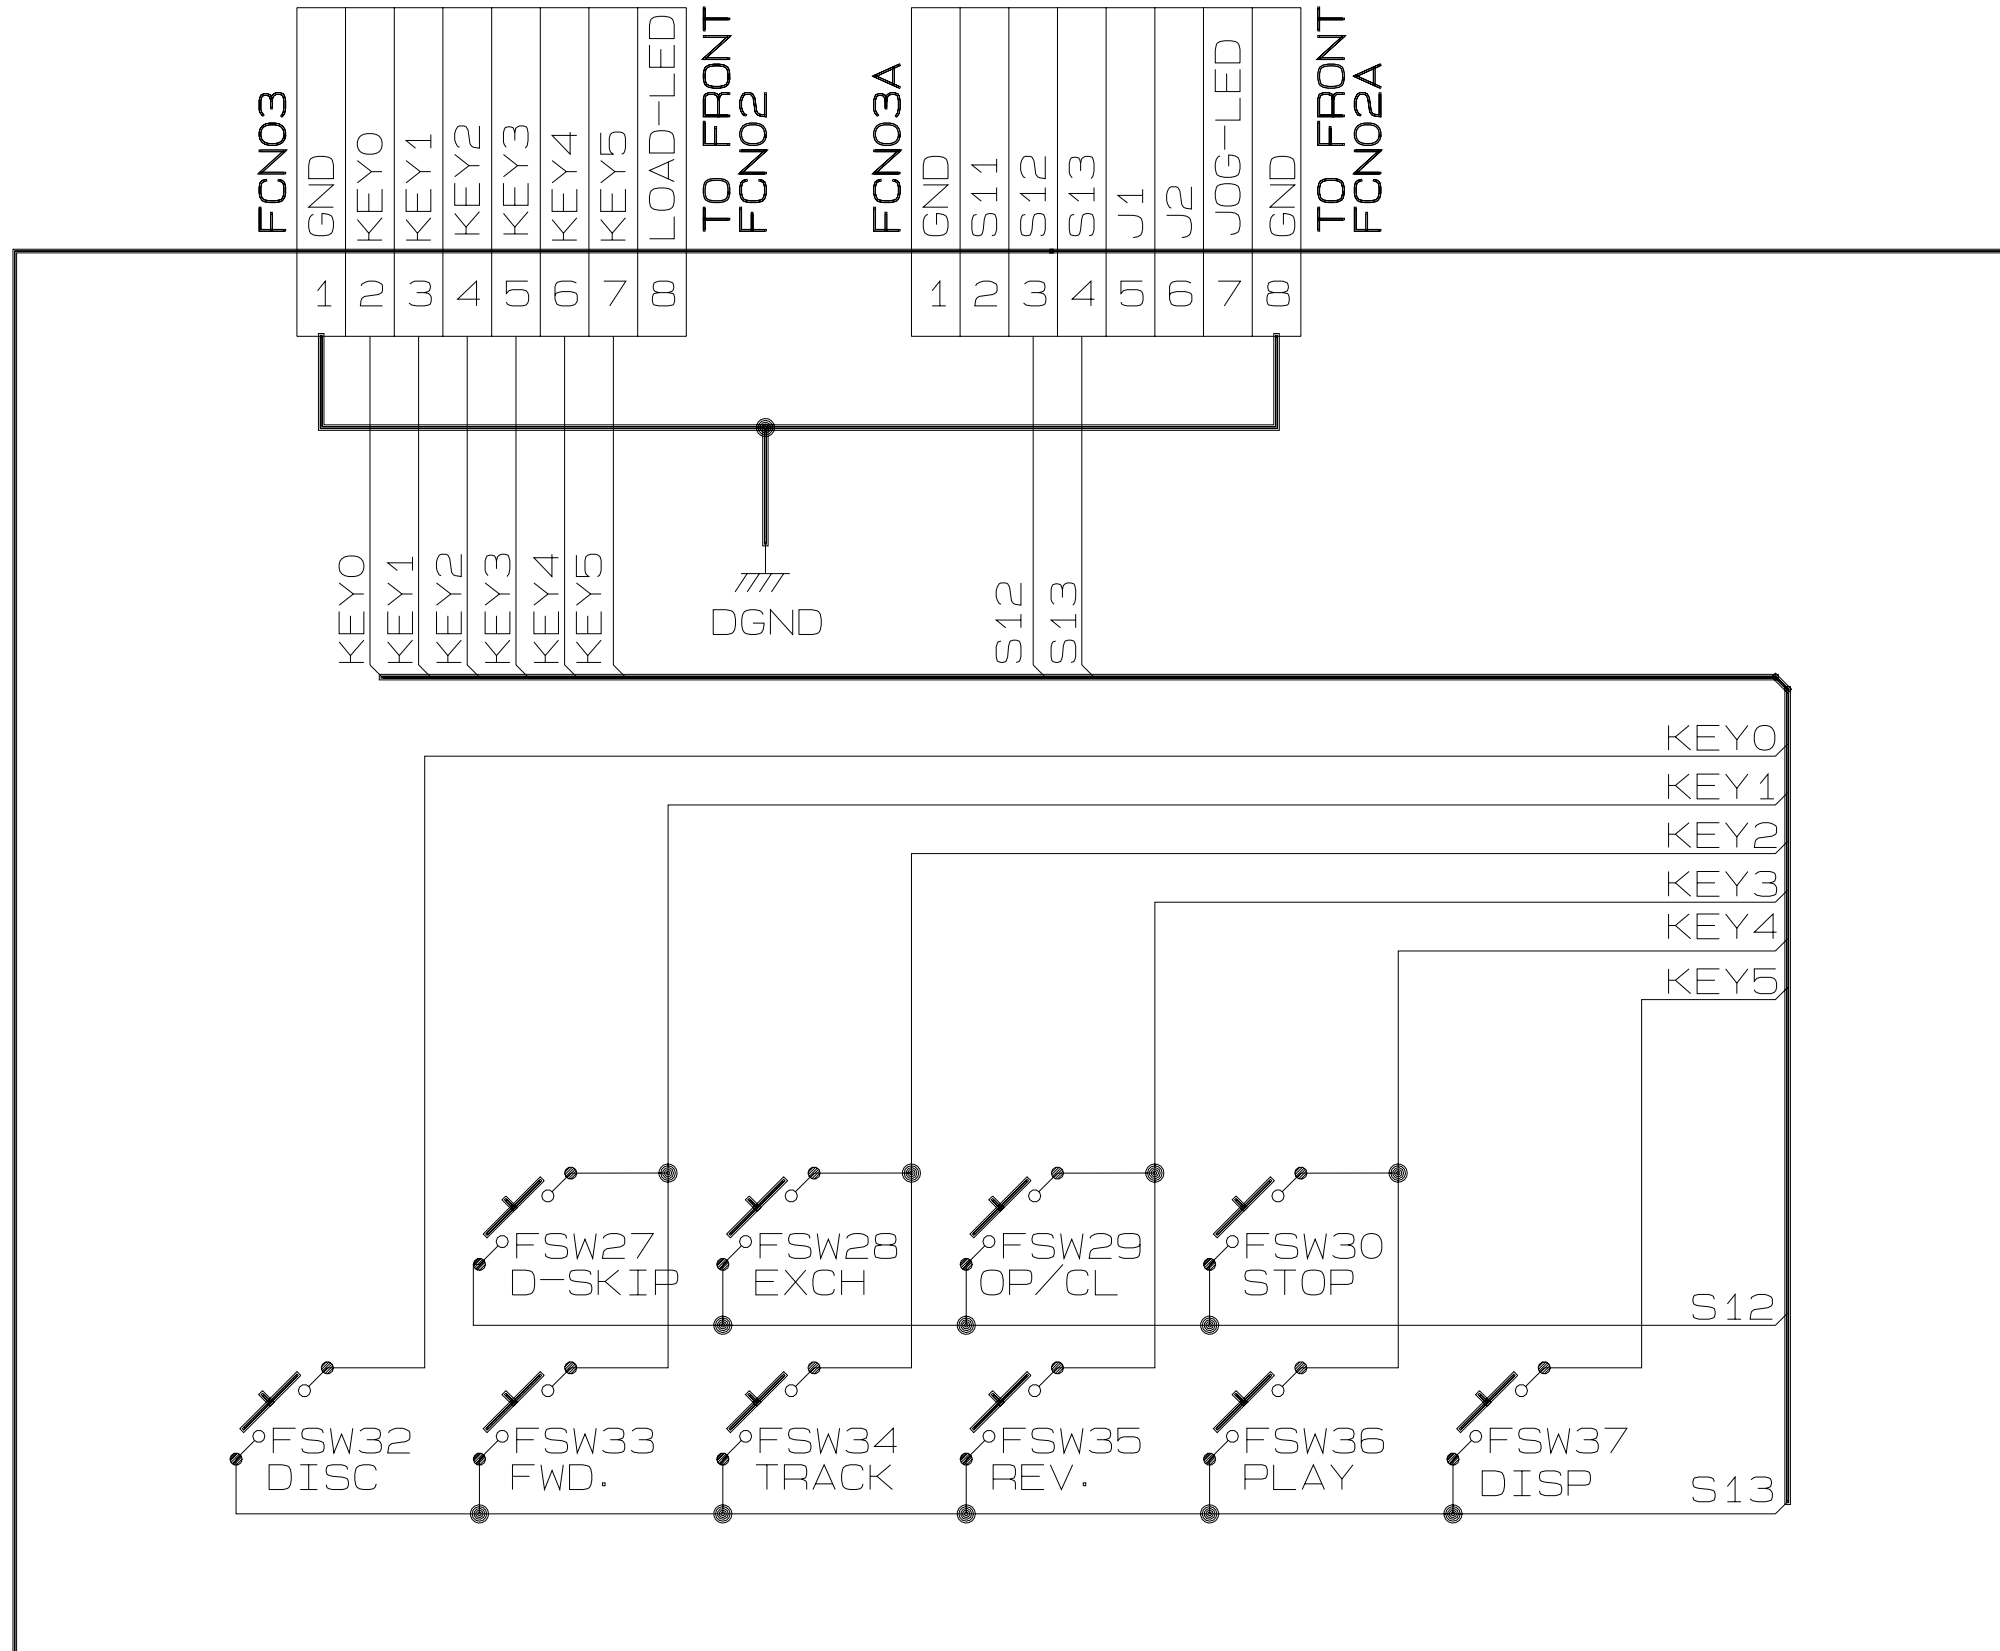 FCN03
GND
KEY0
KEY1
KEY2
KEY3
KEY4
KEY5
LOAD-LED
TO FRONT
FCN02
FCN03A
GND
S11
S12
S13
J1
J2
JOG-LED
GND
TO FRONT
FCN02A
1 2 3 4 5 6 7 8
1 2 3 4 5 6 7 8
KEY0
KEY1
KEY2
KEY3
KEY4
KEY5
DGND
S12
S13
KEY0
KEY1
KEY2
KEY3
KEY4
KEY5
FSW27
D-SKIP
FSW28
EXCH
FSW29
OP/CL
FSW30
STOP
S12
FSW32
DISC
FSW33
FWD.
FSW34
TRACK
FSW35
REV.
FSW36
PLAY
FSW37
DISP
S13